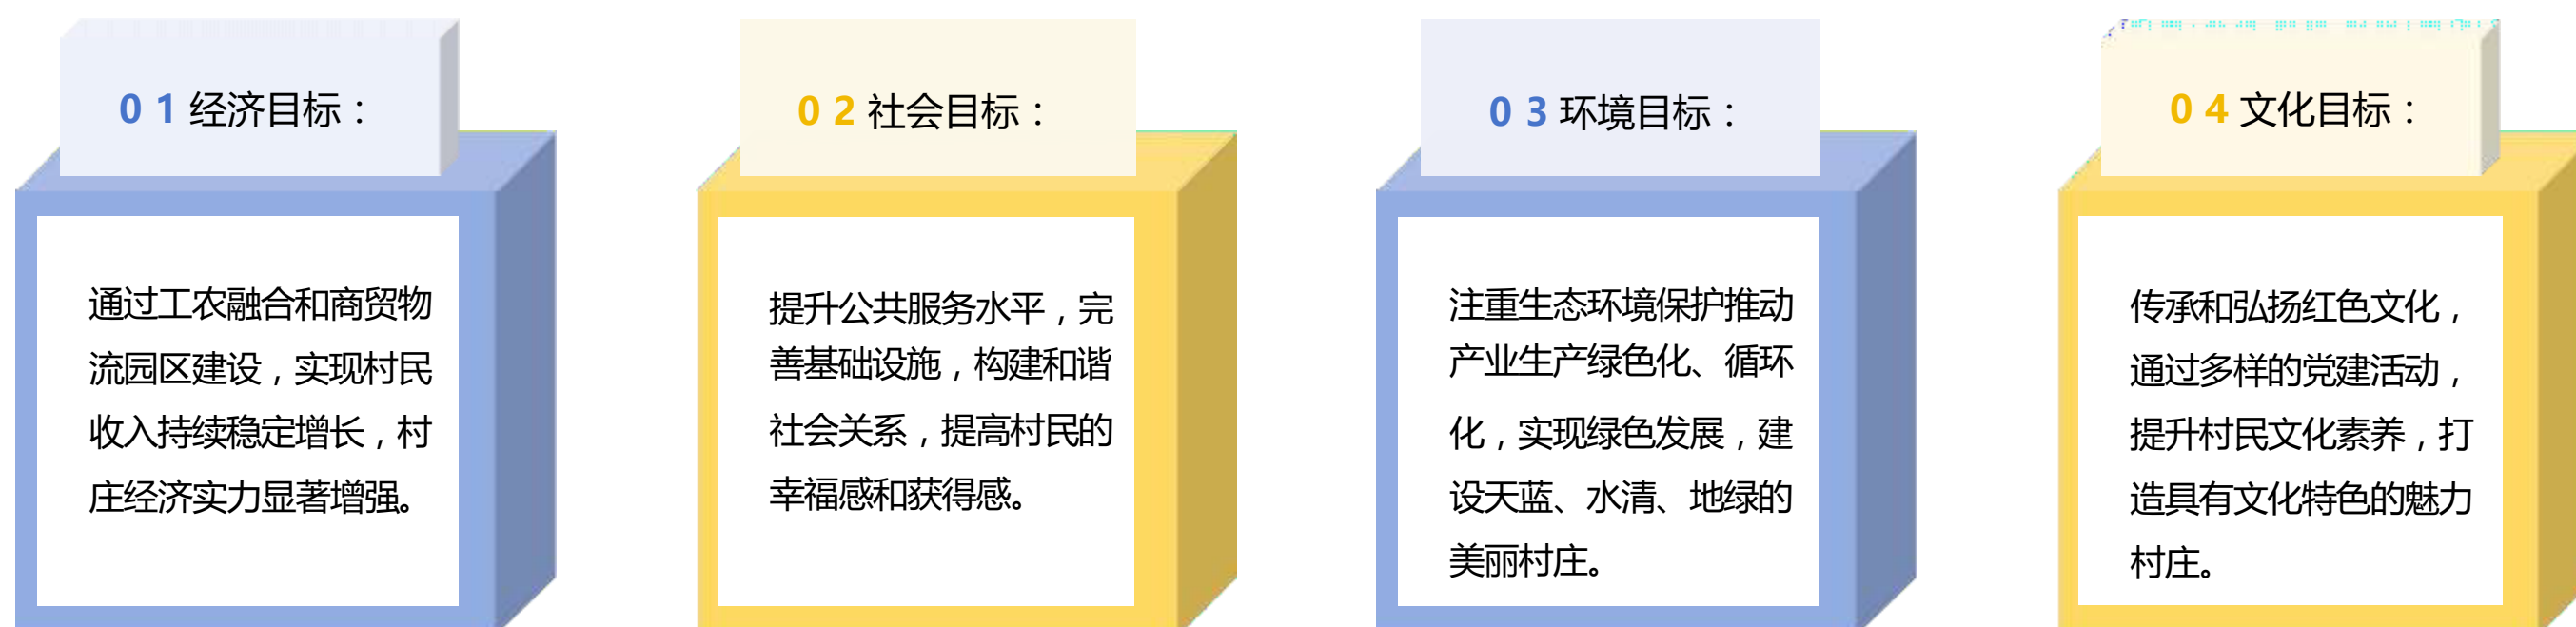 01经济目标：
通过工农融合和商贸物
流园区建设，实现村民
收入持续稳定增长，村
庄经济实力显著增强。
02社会目标：
提升公共服务水平，完
善基础设施，构建和谐
社会关系，提高村民的
幸福感和获得感。
03环境目标：
注重生态环境保护推动
产业生产绿色化、循环
化，实现绿色发展，建
设天蓝、水清、地绿的
美丽村庄。
04文化目标：
传承和弘扬红色文化，
通过多样的党建活动，
提升村民文化素养，打
造具有文化特色的魅力
村庄。